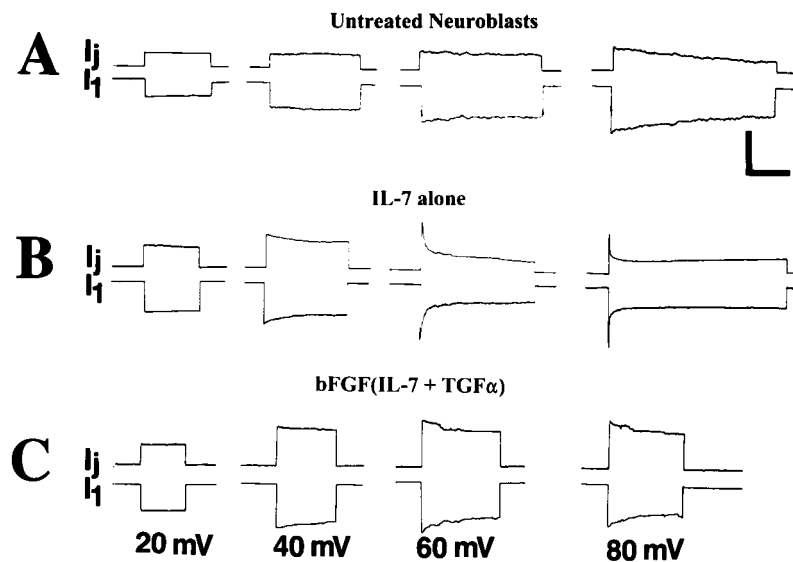 Untreated Neuroblasts
A
Ij
I1
IL-7 alone
B
Ij
I1
bFGF(IL-7 + TGFα)
C
Ij
I1
20 mV
40 mV
60 mV
80 mV